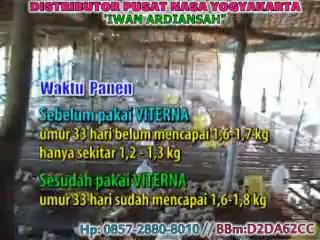 DISTRIBUTOR PUSAT NASA YOGYAKARTA
"IWAN ARDIANSAH"
Waktu Panen
Sebelum pakai VITERNA
umur 33 hari belum mencapai 1,6-1,7 kg
hanya sekitar 1,2 - 1,3 kg
Sesudah pakai VITERNA
umur 33 hari sudah mencapai 1,6-1,8 kg
Hp: 0857-2880-8010 // BBm:D2DA62CC